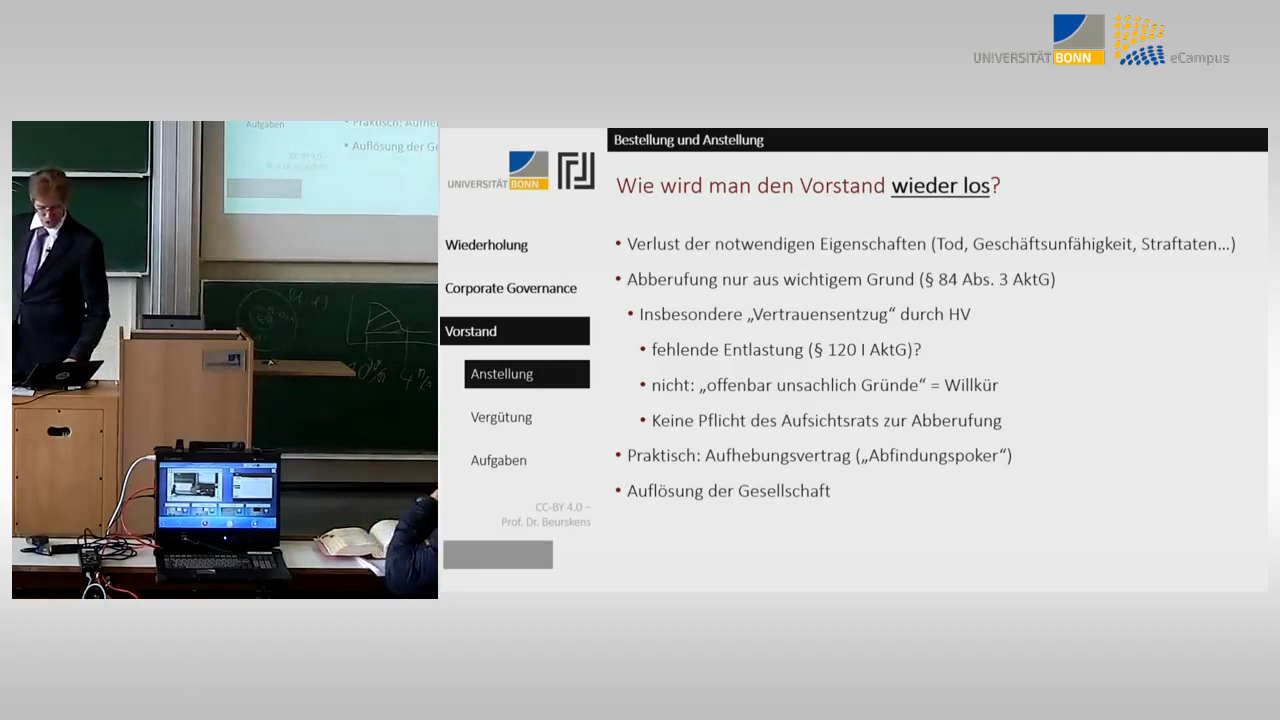 UNIVERSITÄT BONN eCampus
Aufgaben
• Praktisch: Aufhe
• Auflösung der Ge
CC-BY 4.0 –
UNIVERSITÄT BONN
Wiederholung
Corporate Governance
Vorstand
Anstellung
Vergütung
Aufgaben
CC-BY 4.0 –
Prof. Dr. Beurskens
Bestellung und Anstellung
Wie wird man den Vorstand wieder los?
• Verlust der notwendigen Eigenschaften (Tod, Geschäftsunfähigkeit, Straftaten...)
• Abberufung nur aus wichtigem Grund (§ 84 Abs. 3 AktG)
• Insbesondere „Vertrauensentzug“ durch HV
• fehlende Entlastung (§ 120 I AktG)?
• nicht: „offenbar unsachlich Gründe“ = Willkür
• Keine Pflicht des Aufsichtsrats zur Abberufung
• Praktisch: Aufhebungsvertrag („Abfindungspoker“)
• Auflösung der Gesellschaft